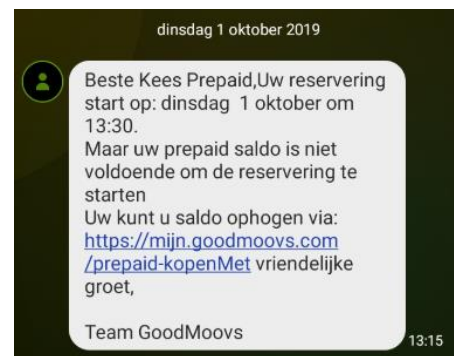 dinsdag 1 oktober 2019
Beste Kees Prepaid,Uw reservering
start op: dinsdag  1 oktober om
13:30.
Maar uw prepaid saldo is niet
voldoende om de reservering te
starten
Uw kunt u saldo ophogen via:
https://mijn.goodmoovs.com
/prepaid-kopenMet vriendelijke
groet,

Team GoodMoovs
13:15